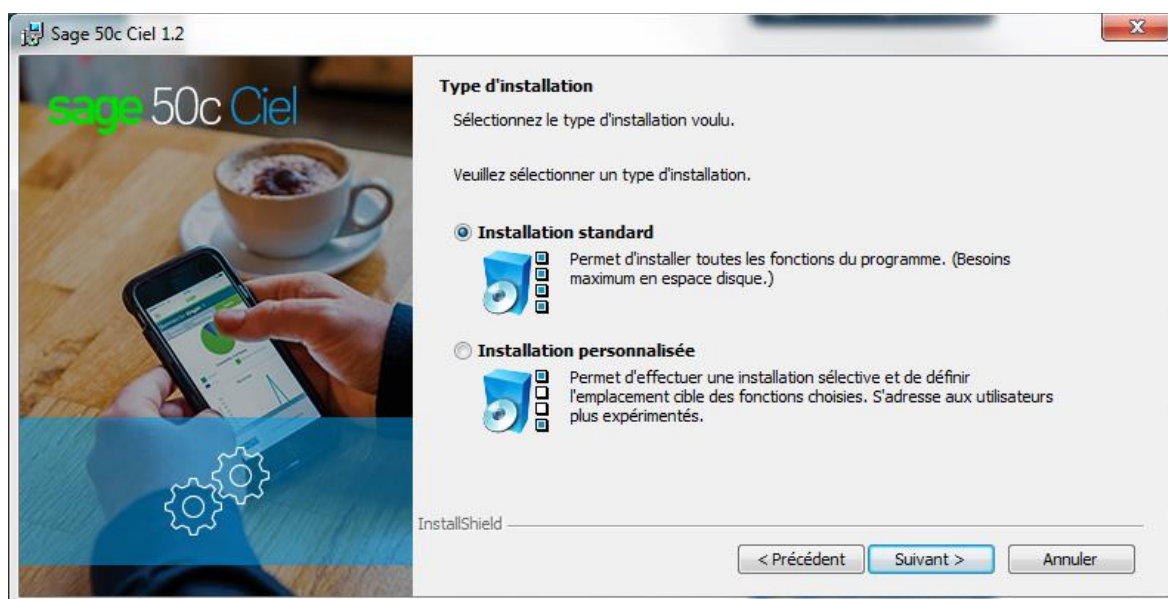 Sage 50c Ciel 1.2
sage 50c Ciel
Type d'installation
Sélectionnez le type d'installation voulu.
Veuillez sélectionner un type d'installation.
Installation standard
Permet d'installer toutes les fonctions du programme. (Besoins
maximum en espace disque.)
Installation personnalisée
Permet d'effectuer une installation sélective et de définir
l'emplacement cible des fonctions choisies. S'adresse aux utilisateurs
plus expérimentés.
InstallShield
< Précédent
Suivant >
Annuler